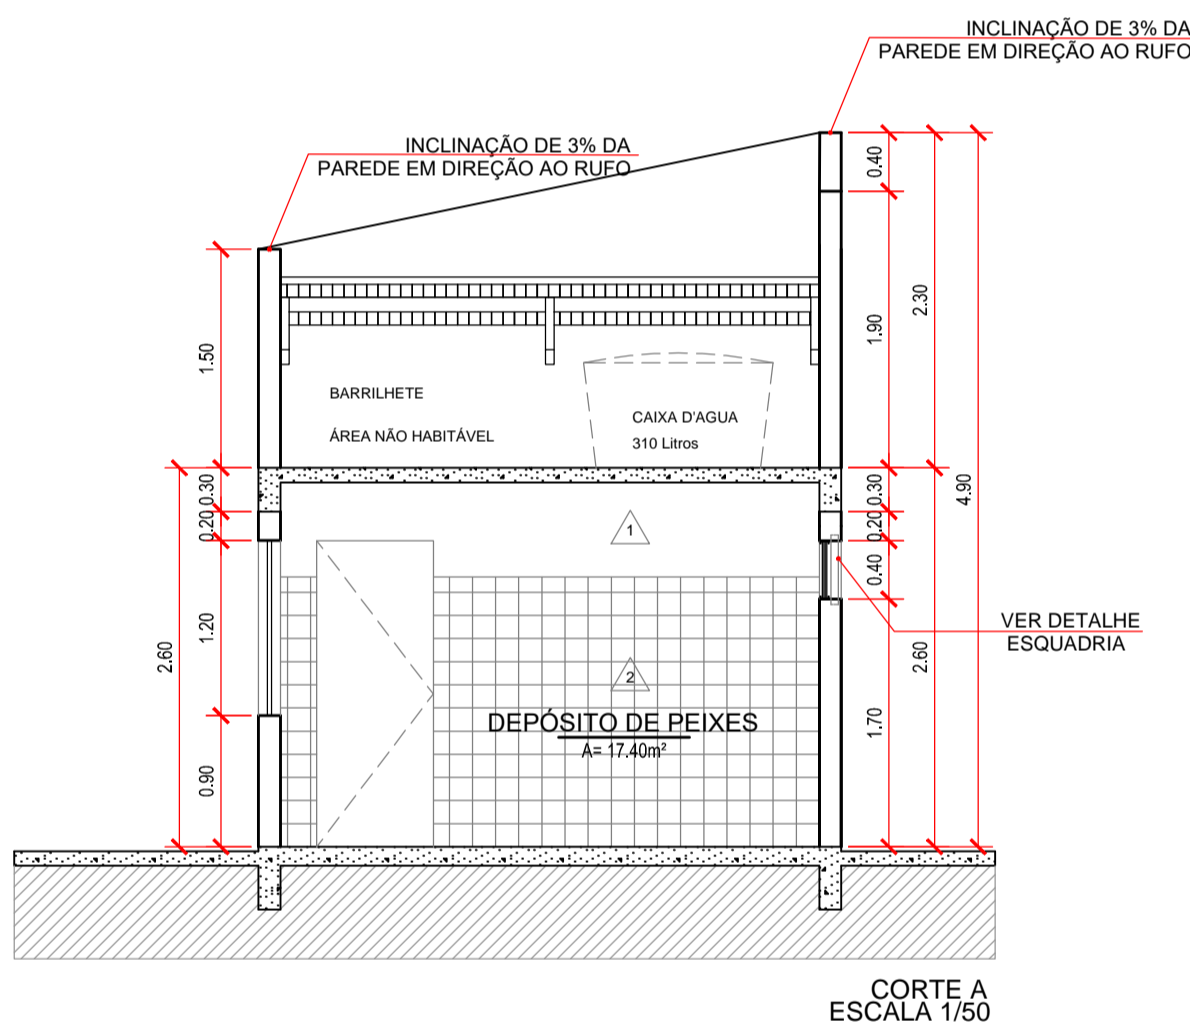 INCLINAÇÃO DE 3% DA
PAREDE EM DIREÇÃO AO RUFO
INCLINAÇÃO DE 3% DA
PAREDE EM DIREÇÃO AO RUFO
0.40
1.90
2.30
1.50
BARRILHETE
ÁREA NÃO HABITÁVEL
CAIXA D'AGUA
310 Litros
4.90
0.30
0.20
1.20
2.60
0.90
0.30
0.20
0.40
2.60
1.70
1
2
VER DETALHE
ESQUADRIA
DEPÓSITO DE PEIXES
A= 17.40m²
CORTE A
ESCALA 1/50